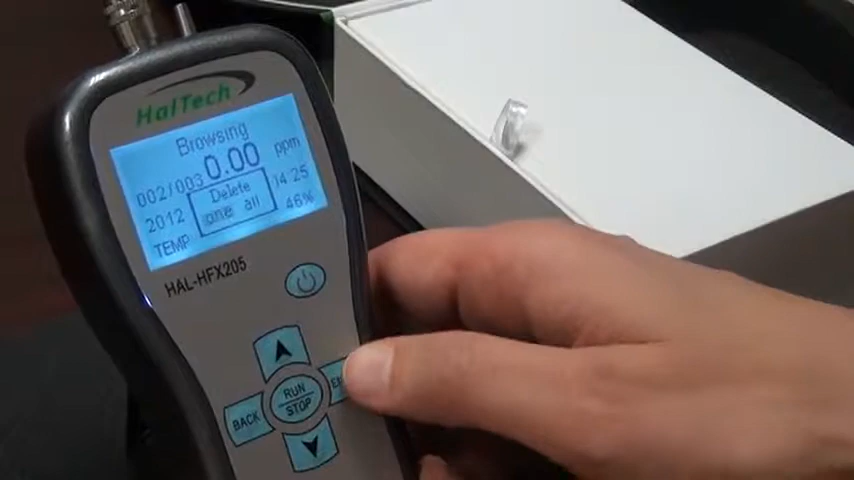 HalTech
Browsing
0.00 ppm
002/003 14:25
Delete
2012 one all 46%
TEMP
HAL-HFX205
RUN
STOP
BACK